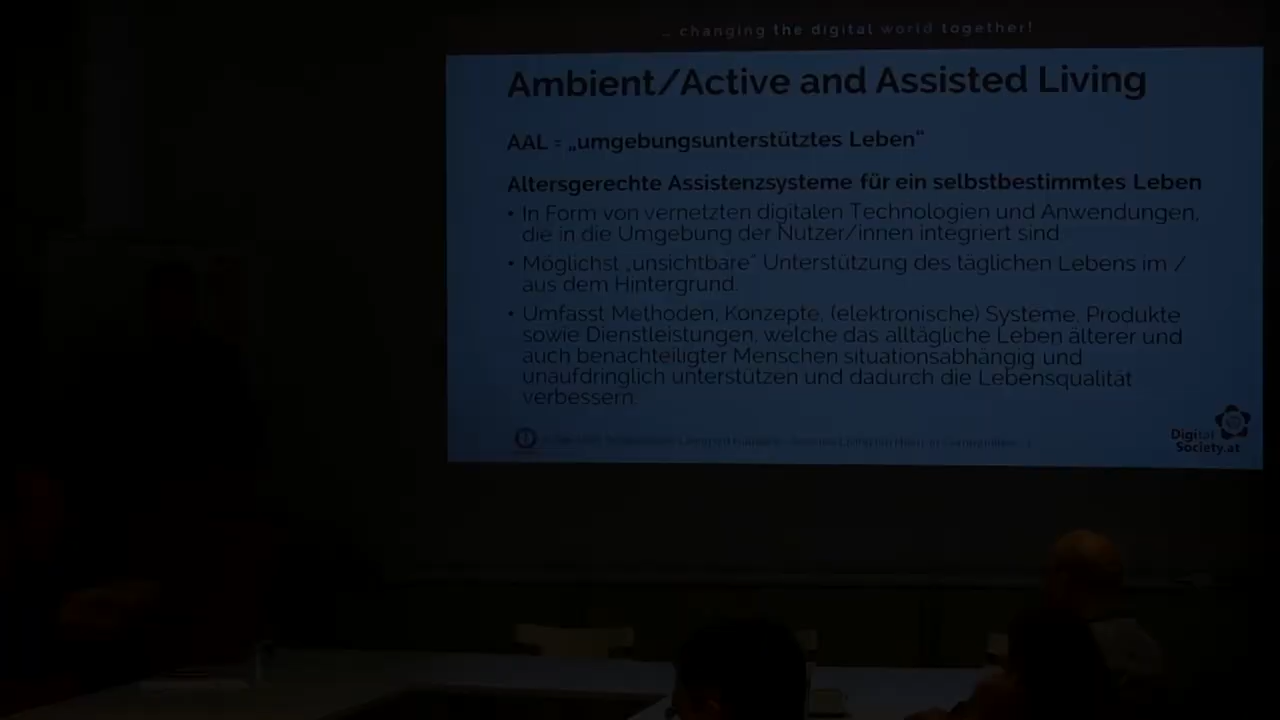 ... changing the digital world together!
Ambient/Active and Assisted Living
AAL = „umgebungsunterstütztes Leben“
Altersgerechte Assistenzsysteme für ein selbstbestimmtes Leben
• In Form von vernetzten digitalen Technologien und Anwendungen,
die in die Umgebung der Nutzer/innen integriert sind
• Möglichst „unsichtbare“ Unterstützung des täglichen Lebens im /
aus dem Hintergrund.
• Umfasst Methoden, Konzepte, (elektronische) Systeme, Produkte
sowie Dienstleistungen, welche das alltägliche Leben älterer und
auch benachteiligter Menschen situationsabhängig und
unaufdringlich unterstützen und dadurch die Lebensqualität
verbessern.
Digital
Society.at